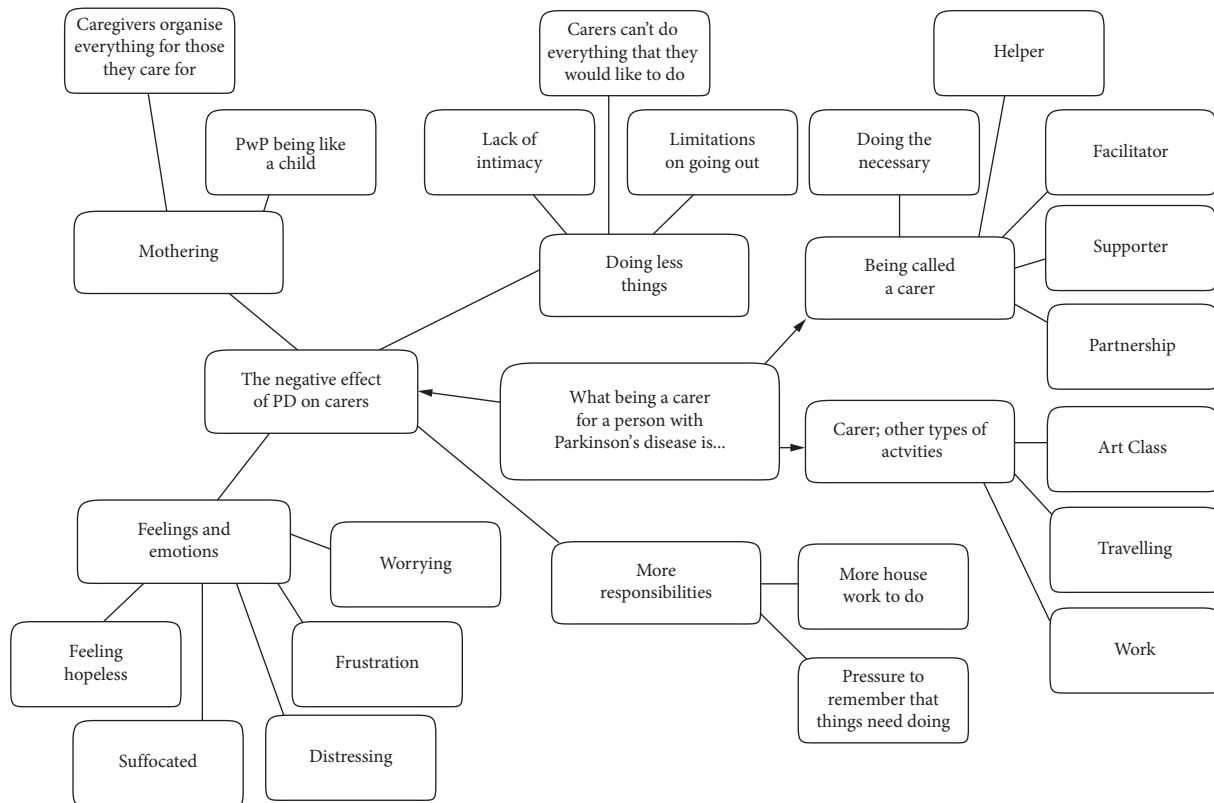 Caregivers organise
everything for those
they care for
Carers can't do
everything that they
would like to do
Helper
PwP being like
a child
Lack of
intimacy
Limitations
on going out
Doing the
necessary
Facilitator
Mothering
Doing less
things
Being called
a carer
Supporter
The negative effect
of PD on carers
What being a carer
for a person with
Parkinson's disease is...
Partnership
Carer; other types of
actvities
Art Class
Feelings and
emotions
Worrying
More
responsibilities
More house
work to do
Travelling
Feeling
hopeless
Frustration
Work
Pressure to
remember that
things need doing
Suffocated
Distressing